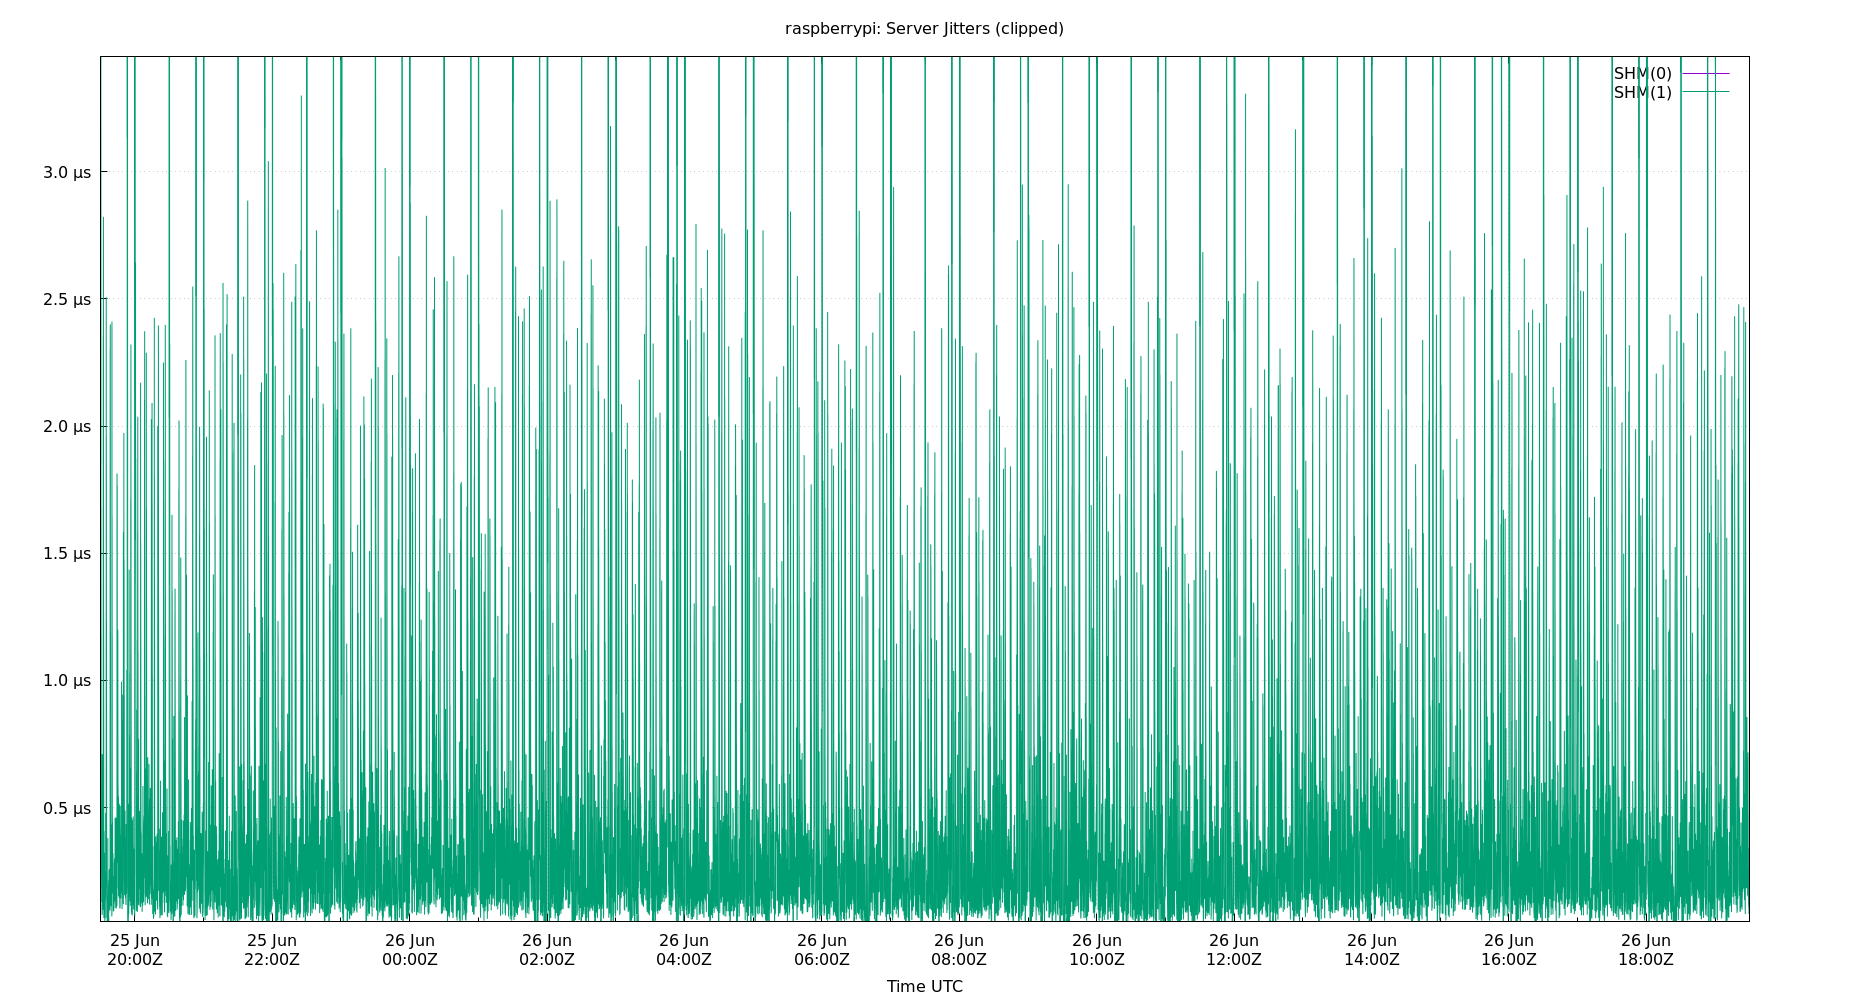 raspberrypi: Server Jitters (clipped)
SHM(0)
SHM(1)
3.0 µs
2.5 µs
2.0 µs
1.5 µs
1.0 µs
0.5 µs
25 Jun 25 Jun 26 Jun 26 Jun 26 Jun 26 Jun 26 Jun 26 Jun 26 Jun 26 Jun 26 Jun 26 Jun
20:00Z 22:00Z 00:00Z 02:00Z 04:00Z 06:00Z 08:00Z 10:00Z 12:00Z 14:00Z 16:00Z 18:00Z
Time UTC